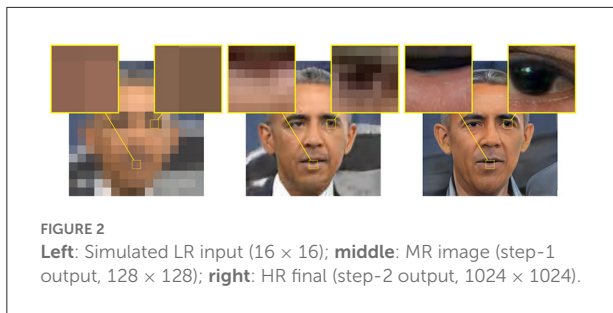 FIGURE 2
Left: Simulated LR input (16 × 16); middle: MR image (step-1
output, 128 × 128); right: HR final (step-2 output, 1024 × 1024).